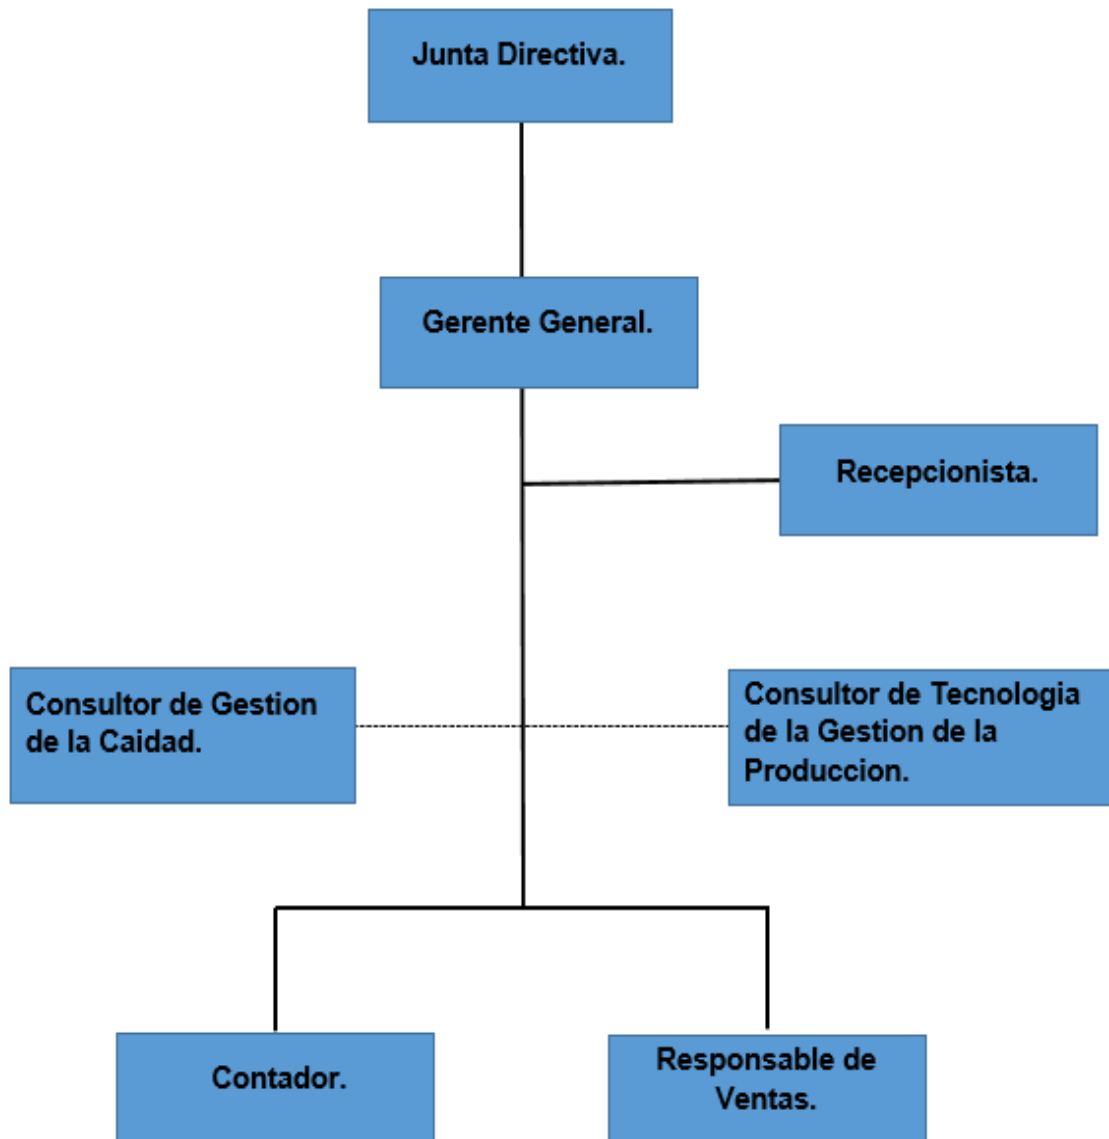 Junta Directiva.
Gerente General.
Recepcionista.
Consultor de Gestion
de la Caidad.
Consultor de Tecnologia
de la Gestion de la
Produccion.
Contador.
Responsable de
Ventas.